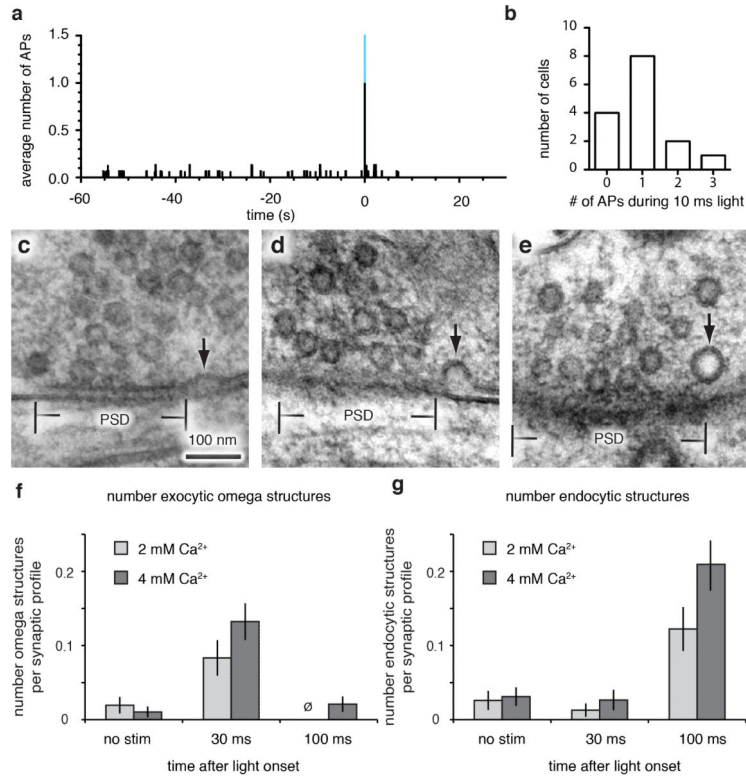 a
average number of APs
1.5
1.0
0.5
0.0
-60
-40
-20
0
20
time (s)
b
number of cells
10
8
6
4
2
0
0
1
2
3
# of APs during 10 ms light
c
PSD
100 nm
d
PSD
e
PSD
f
number exocytic omega structures
2 mM Ca²⁺
4 mM Ca²⁺
number omega structures
per synaptic profile
0.2
0.1
0
ø
no stim
30 ms
100 ms
time after light onset
g
number endocytic structures
2 mM Ca²⁺
4 mM Ca²⁺
number endocytic structures
per synaptic profile
0.2
0.1
0
no stim
30 ms
100 ms
time after light onset